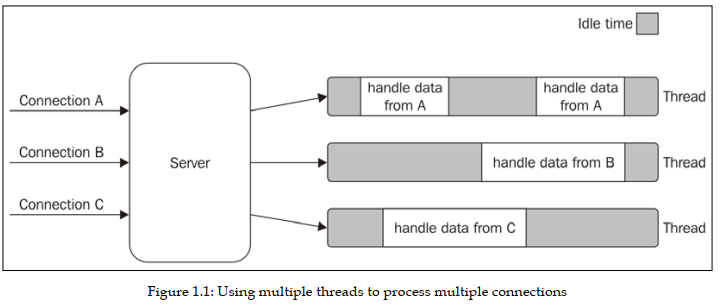 Idle time
Connection A
Connection B
Connection C
Server
handle data
from A
handle data
from A
Thread
handle data from B
Thread
handle data from C
Thread
Figure 1.1: Using multiple threads to process multiple connections